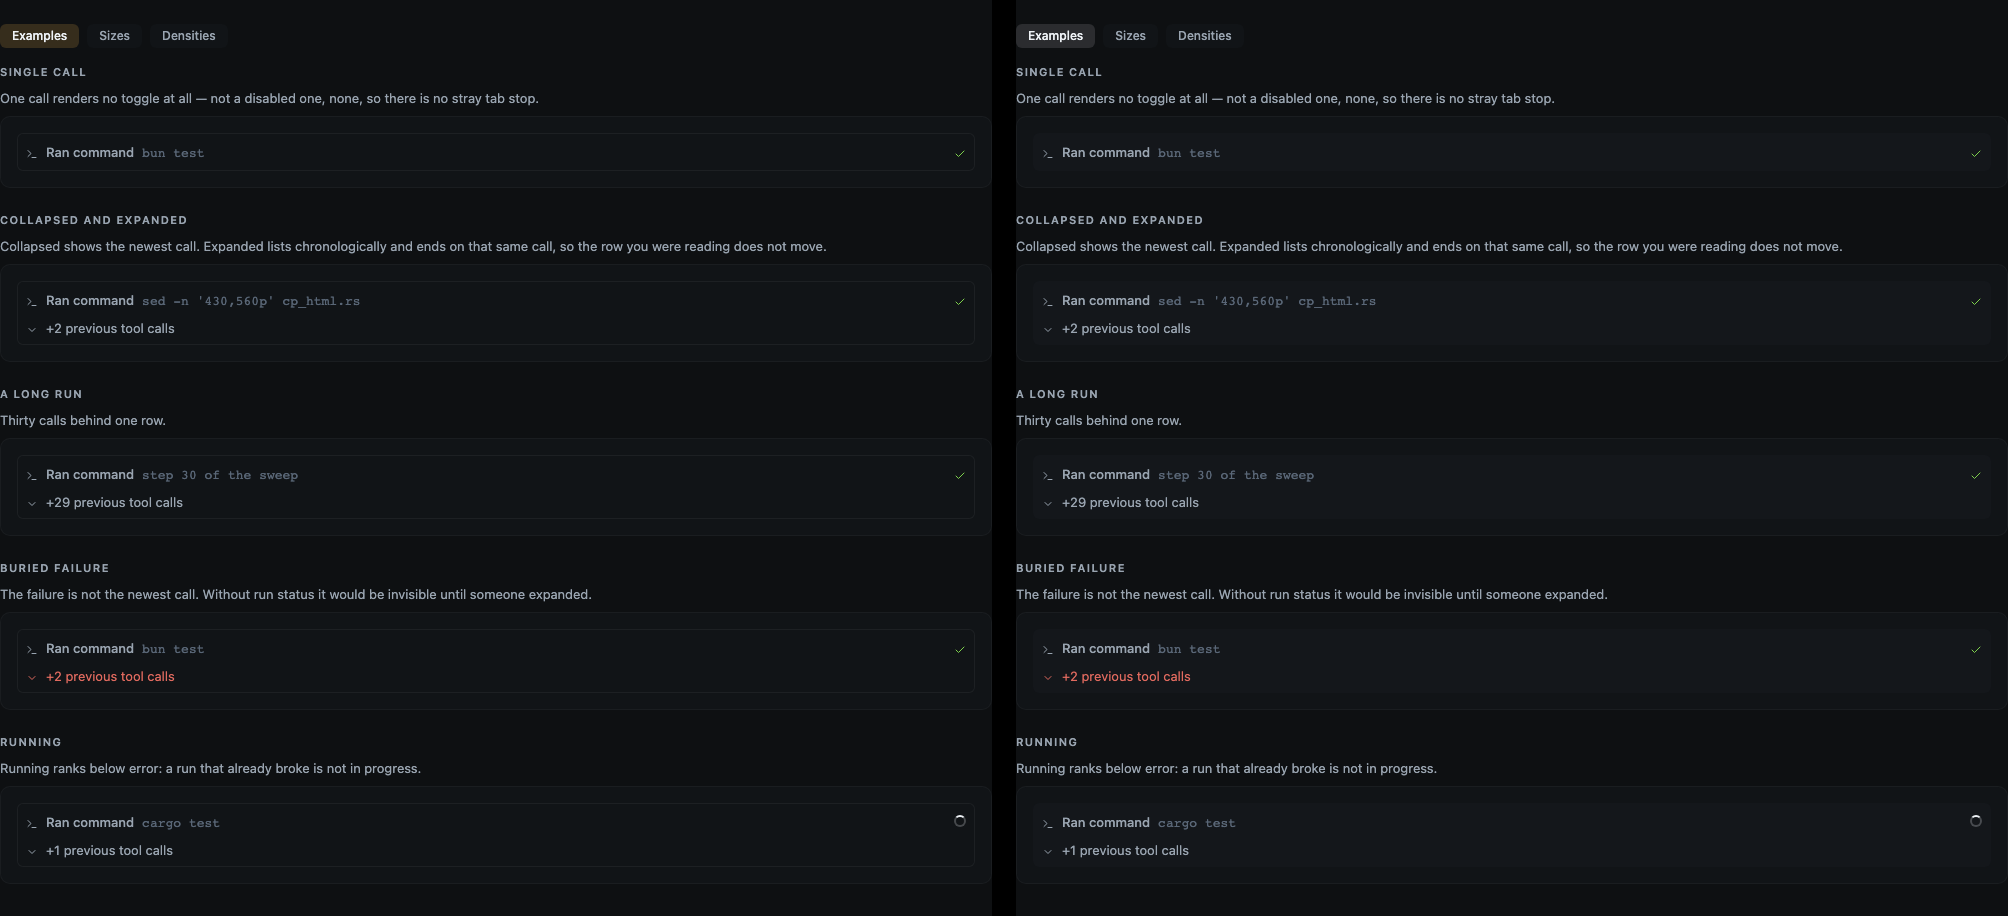 Examples Sizes Densities
SINGLE CALL
One call renders no toggle at all — not a disabled one, none, so there is no stray tab stop.
Ran command bun test
COLLAPSED AND EXPANDED
Collapsed shows the newest call. Expanded lists chronologically and ends on that same call, so the row you were reading does not move.
Ran command sed -n '430,560p' cp_html.rs
+2 previous tool calls
A LONG RUN
Thirty calls behind one row.
Ran command step 30 of the sweep
+29 previous tool calls
BURIED FAILURE
The failure is not the newest call. Without run status it would be invisible until someone expanded.
Ran command bun test
+2 previous tool calls
RUNNING
Running ranks below error: a run that already broke is not in progress.
Ran command cargo test
+1 previous tool calls
Examples Sizes Densities
SINGLE CALL
One call renders no toggle at all — not a disabled one, none, so there is no stray tab stop.
Ran command bun test
COLLAPSED AND EXPANDED
Collapsed shows the newest call. Expanded lists chronologically and ends on that same call, so the row you were reading does not move.
Ran command sed -n '430,560p' cp_html.rs
+2 previous tool calls
A LONG RUN
Thirty calls behind one row.
Ran command step 30 of the sweep
+29 previous tool calls
BURIED FAILURE
The failure is not the newest call. Without run status it would be invisible until someone expanded.
Ran command bun test
+2 previous tool calls
RUNNING
Running ranks below error: a run that already broke is not in progress.
Ran command cargo test
+1 previous tool calls